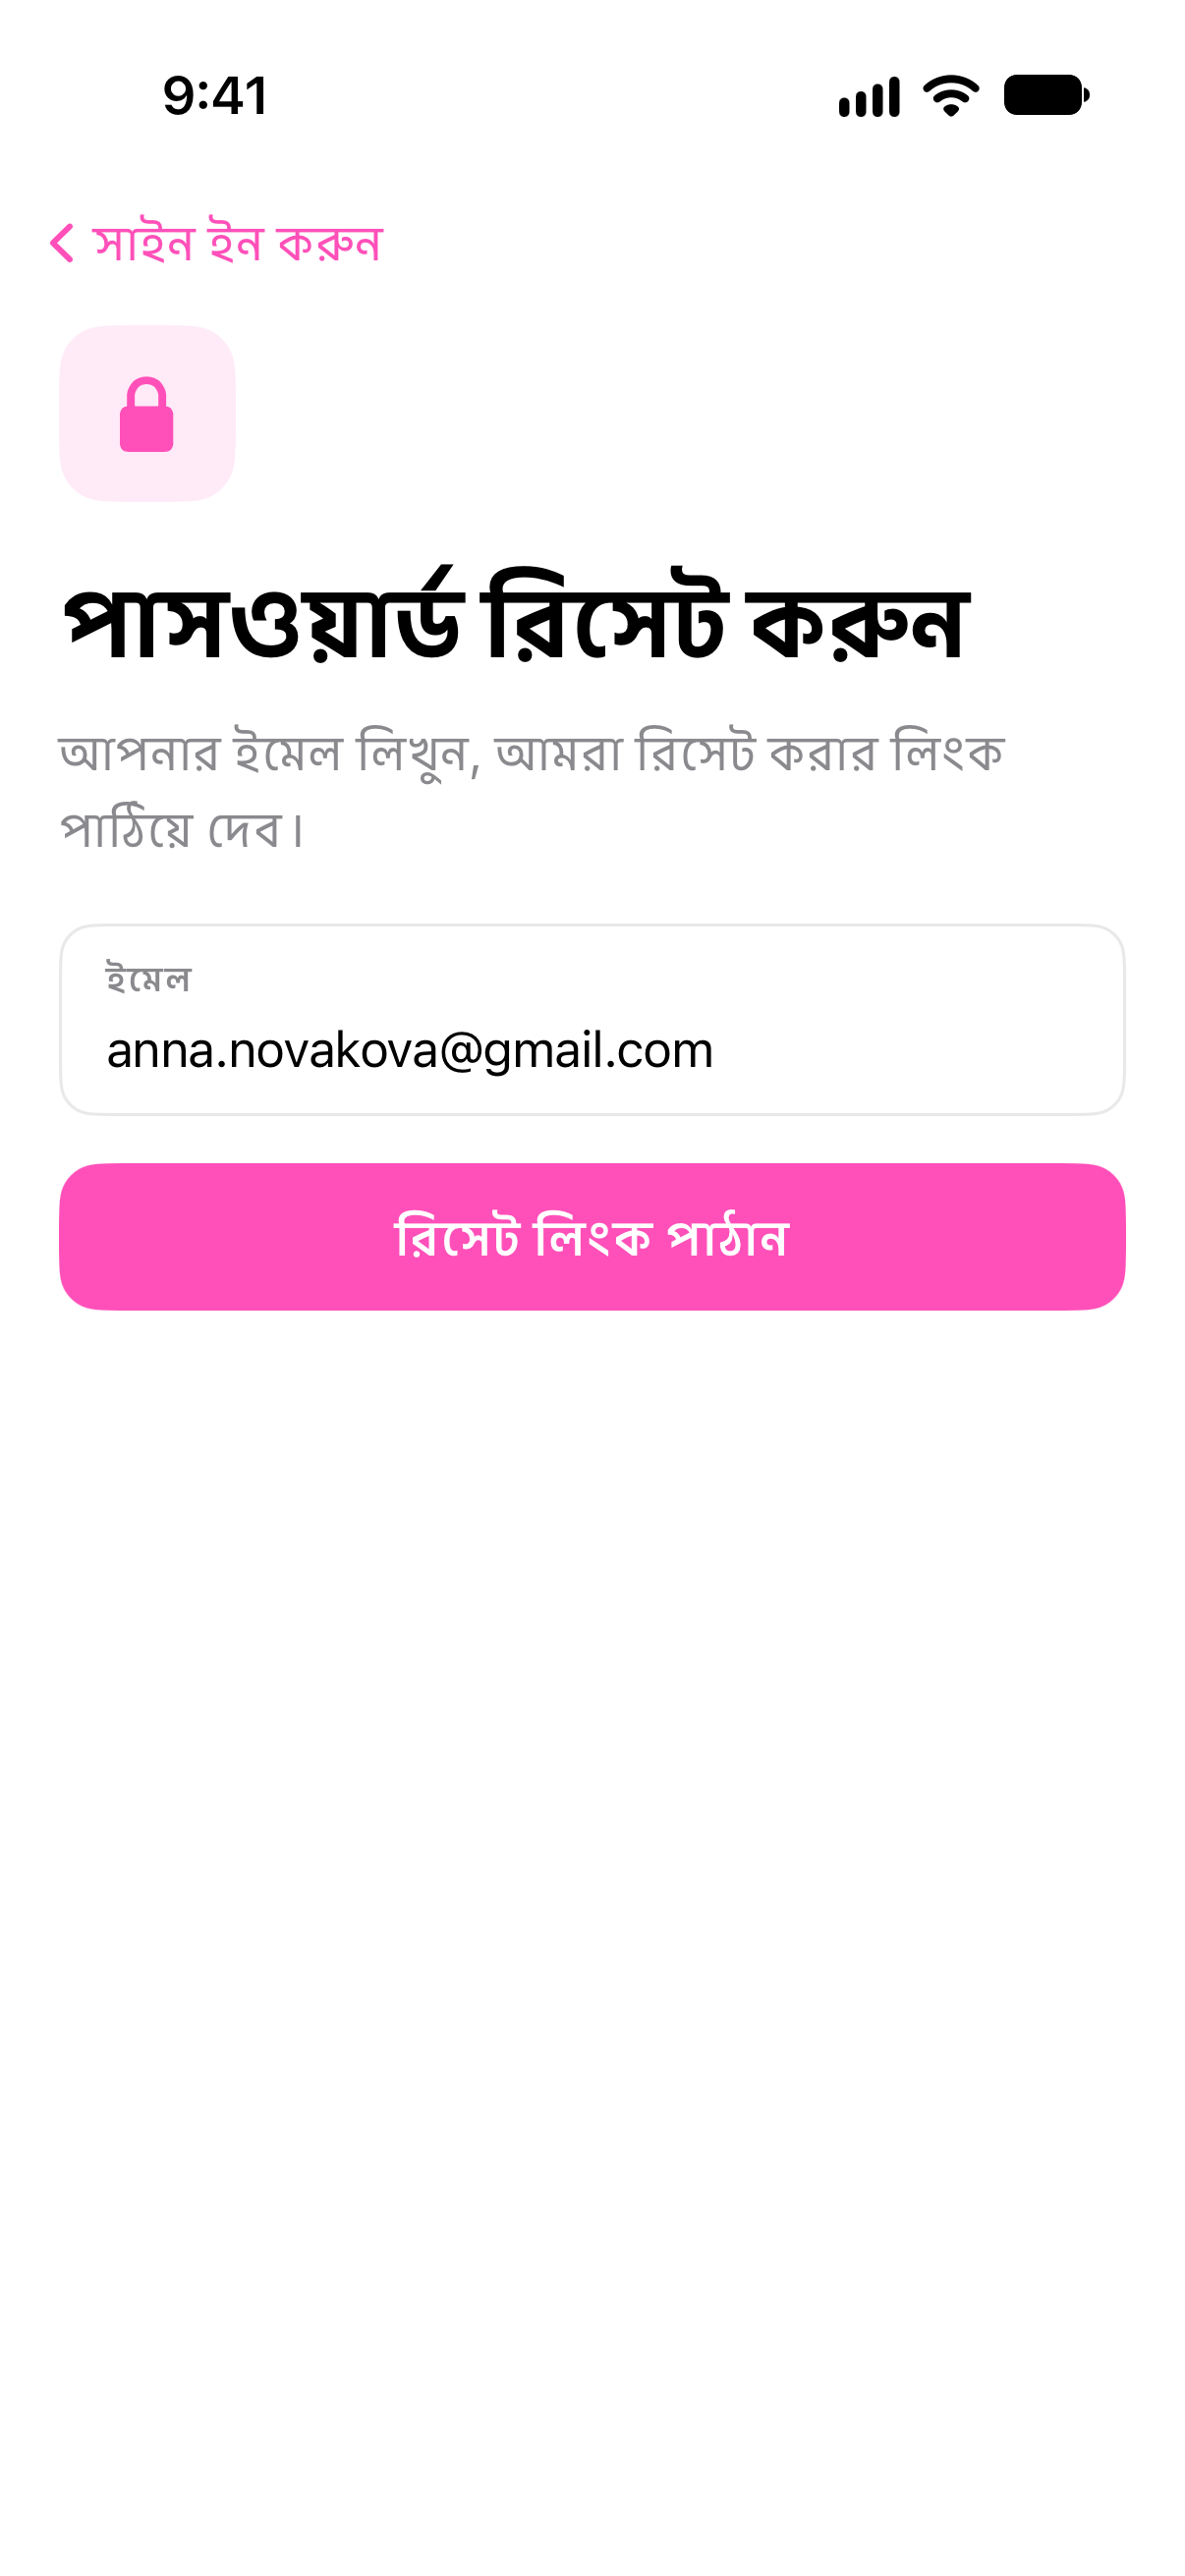 9:41
সাইন ইন করুন
পাসওয়ার্ড রিসেট করুন
আপনার ইমেল লিখুন, আমরা রিসেট করার লিংক
পাঠিয়ে দেব।
ইমেল
anna.novakova@gmail.com
রিসেট লিংক পাঠান